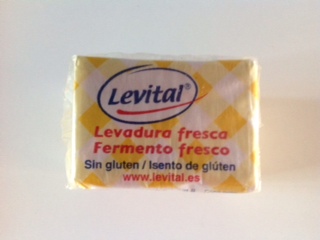 Levital®
Levadura fresca
Fermento fresco
Sin gluten / Isento de glúten
www.levital.es